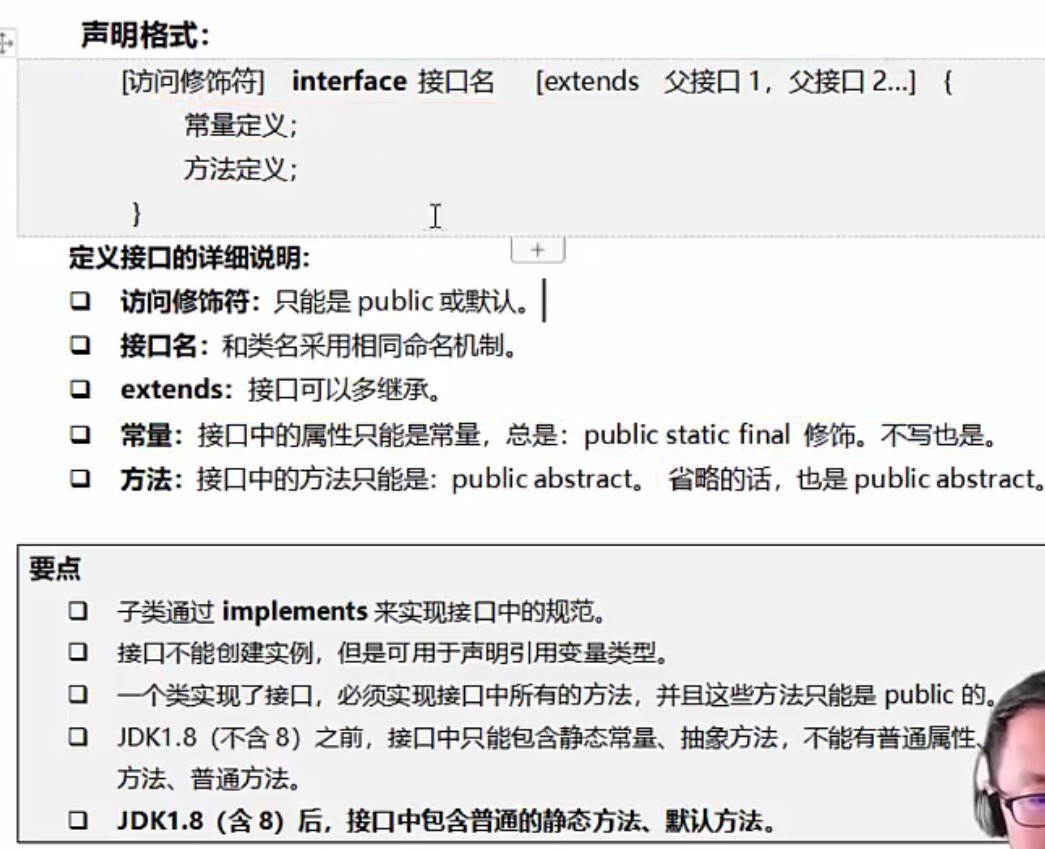 声明格式：
[访问修饰符] interface 接口名 [extends 父接口1，父接口2…] {
常量定义；
方法定义；
}
定义接口的详细说明：
❑ 访问修饰符：只能是 public 或默认。
❑ 接口名：和类名采用相同命名机制。
❑ extends：接口可以多继承。
❑ 常量：接口中的属性只能是常量，总是：public static final 修饰。不写也是。
❑ 方法：接口中的方法只能是：public abstract。 省略的话，也是 public abstract。
要点
❑ 子类通过 implements 来实现接口中的规范。
❑ 接口不能创建实例，但是可用于声明引用变量类型。
❑ 一个类实现了接口，必须实现接口中所有的方法，并且这些方法只能是 public 的。
❑ JDK1.8（不含 8）之前，接口中只能包含静态常量、抽象方法，不能有普通属性、
方法、普通方法。
❑ JDK1.8（含 8）后，接口中包含普通的静态方法、默认方法。